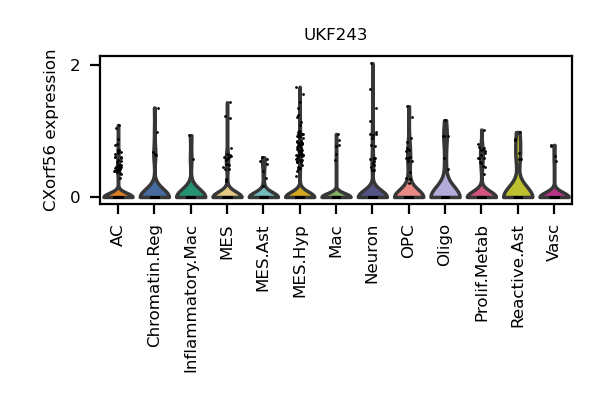 UKF243
CXorf56 expression
2
0
AC
Chromatin.Reg
Inflammatory.Mac
MES
MES.Ast
MES.Hyp
Mac
Neuron
OPC
Oligo
Prolif.Metab
Reactive.Ast
Vasc